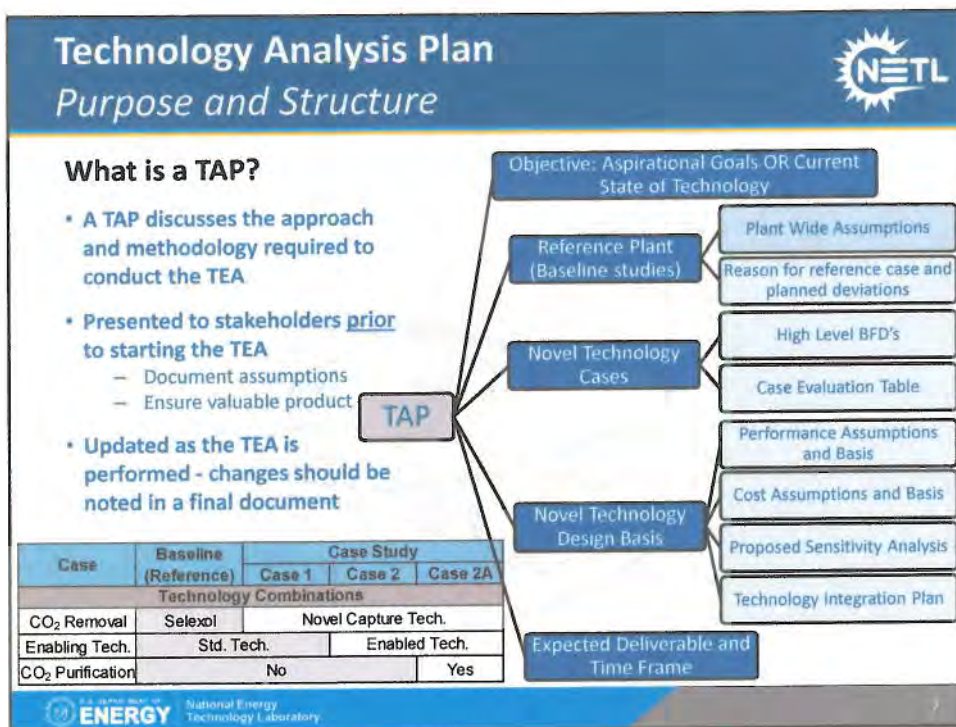 Technology Analysis Plan
Purpose and Structure
NETL
What is a TAP?
• A TAP discusses the approach
and methodology required to
conduct the TEA
• Presented to stakeholders prior
to starting the TEA
– Document assumptions
– Ensure valuable product
• Updated as the TEA is
performed - changes should be
noted in a final document
TAP
Objective: Aspirational Goals OR Current
State of Technology
Reference Plant
(Baseline studies)
Plant Wide Assumptions
Reason for reference case and
planned deviations
Novel Technology
Cases
High Level BFD's
Case Evaluation Table
Novel Technology
Design Basis
Performance Assumptions
and Basis
Cost Assumptions and Basis
Proposed Sensitivity Analysis
Technology Integration Plan
Expected Deliverable and
Time Frame
Case Baseline (Reference) Case Study
Case 1 Case 2 Case 2A
Technology Combinations
CO₂ Removal Selexol Novel Capture Tech.
Enabling Tech. Std. Tech. Enabled Tech.
CO₂ Purification No Yes
U.S. DEPARTMENT OF
ENERGY
National Energy
Technology Laboratory